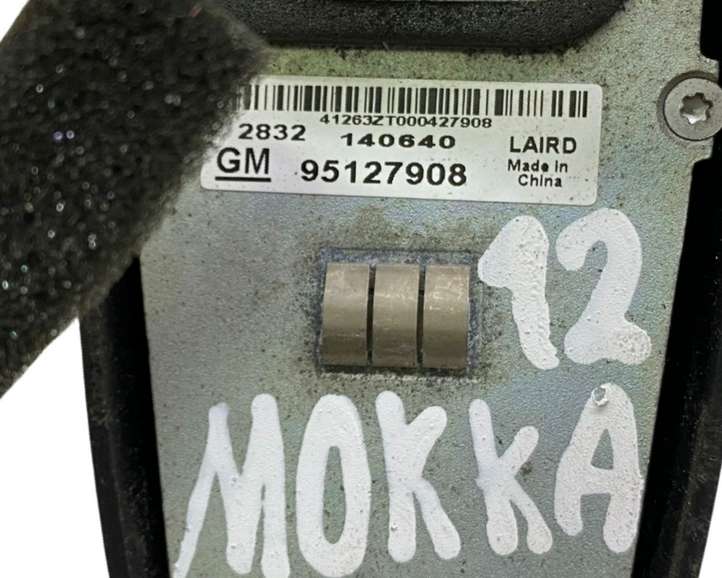 41263ZT000427908
2832 140640 LAIRD
GM 95127908 Made in
China
12
MOKKA